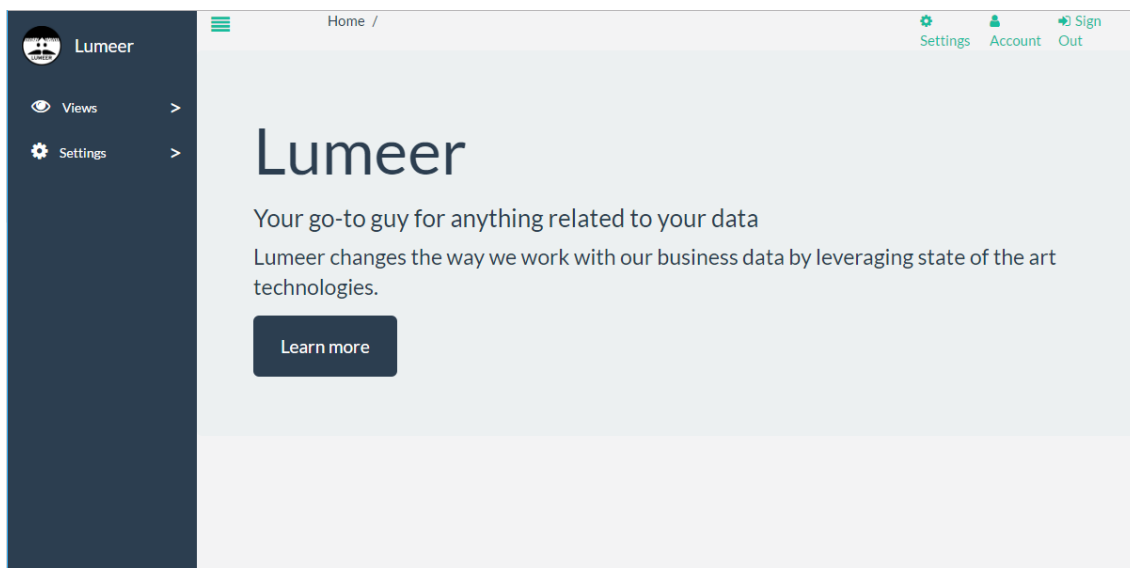 LUMEER
Lumeer
Views >
Settings >
Home /
Settings
Account
Sign
Out
Lumeer
Your go-to guy for anything related to your data
Lumeer changes the way we work with our business data by leveraging state of the art
technologies.
Learn more